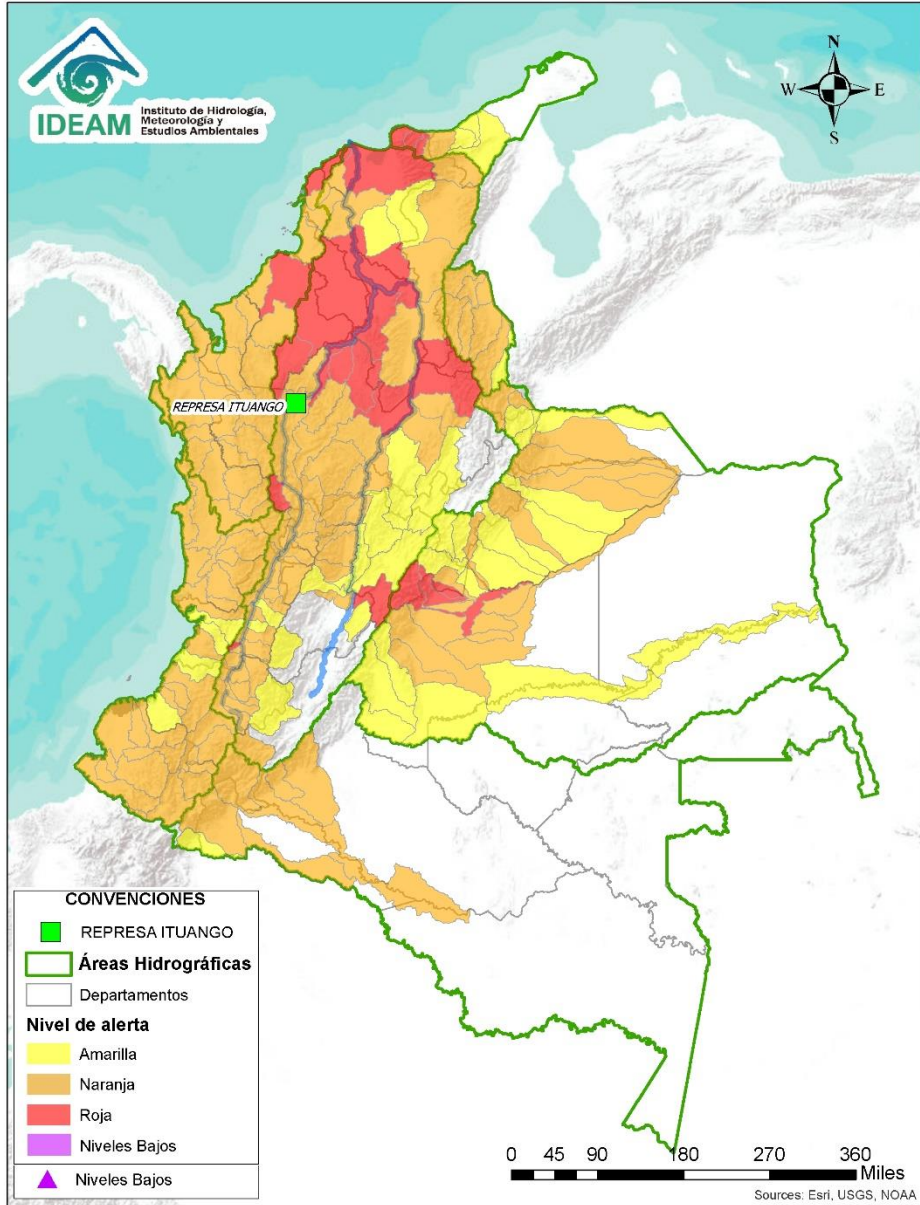 IDEAM
Instituto de Hidrología,
Meteorología y
Estudios Ambientales
N
W
E
S
REPRESA ITUANGO
CONVENCIONES
REPRESA ITUANGO
Áreas Hidrográficas
Departamentos
Nivel de alerta
Amarilla
Naranja
Roja
Niveles Bajos
Niveles Bajos
0 45 90 180 270 360
Miles
Sources: Esri, USGS, NOAA